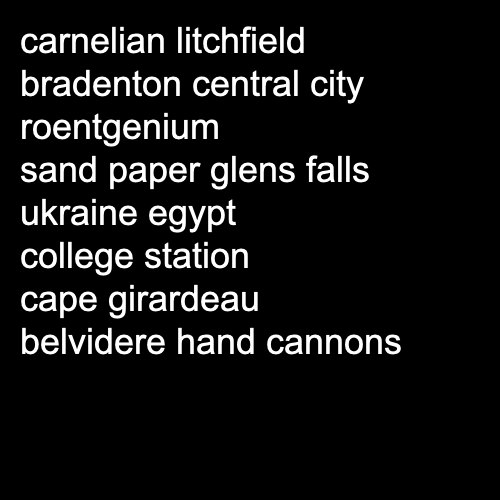 carnelian litchfield
bradenton central city
roentgenium
sand paper glens falls
ukraine egypt
college station
cape girardeau
belvidere hand cannons